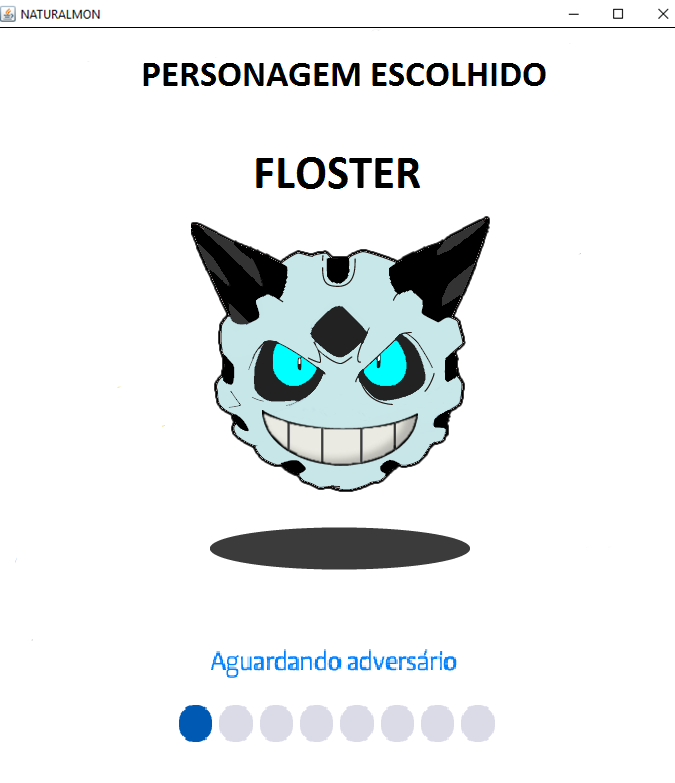 NATURALMON
PERSONAGEM ESCOLHIDO
FLOSTER
Aguardando adversário